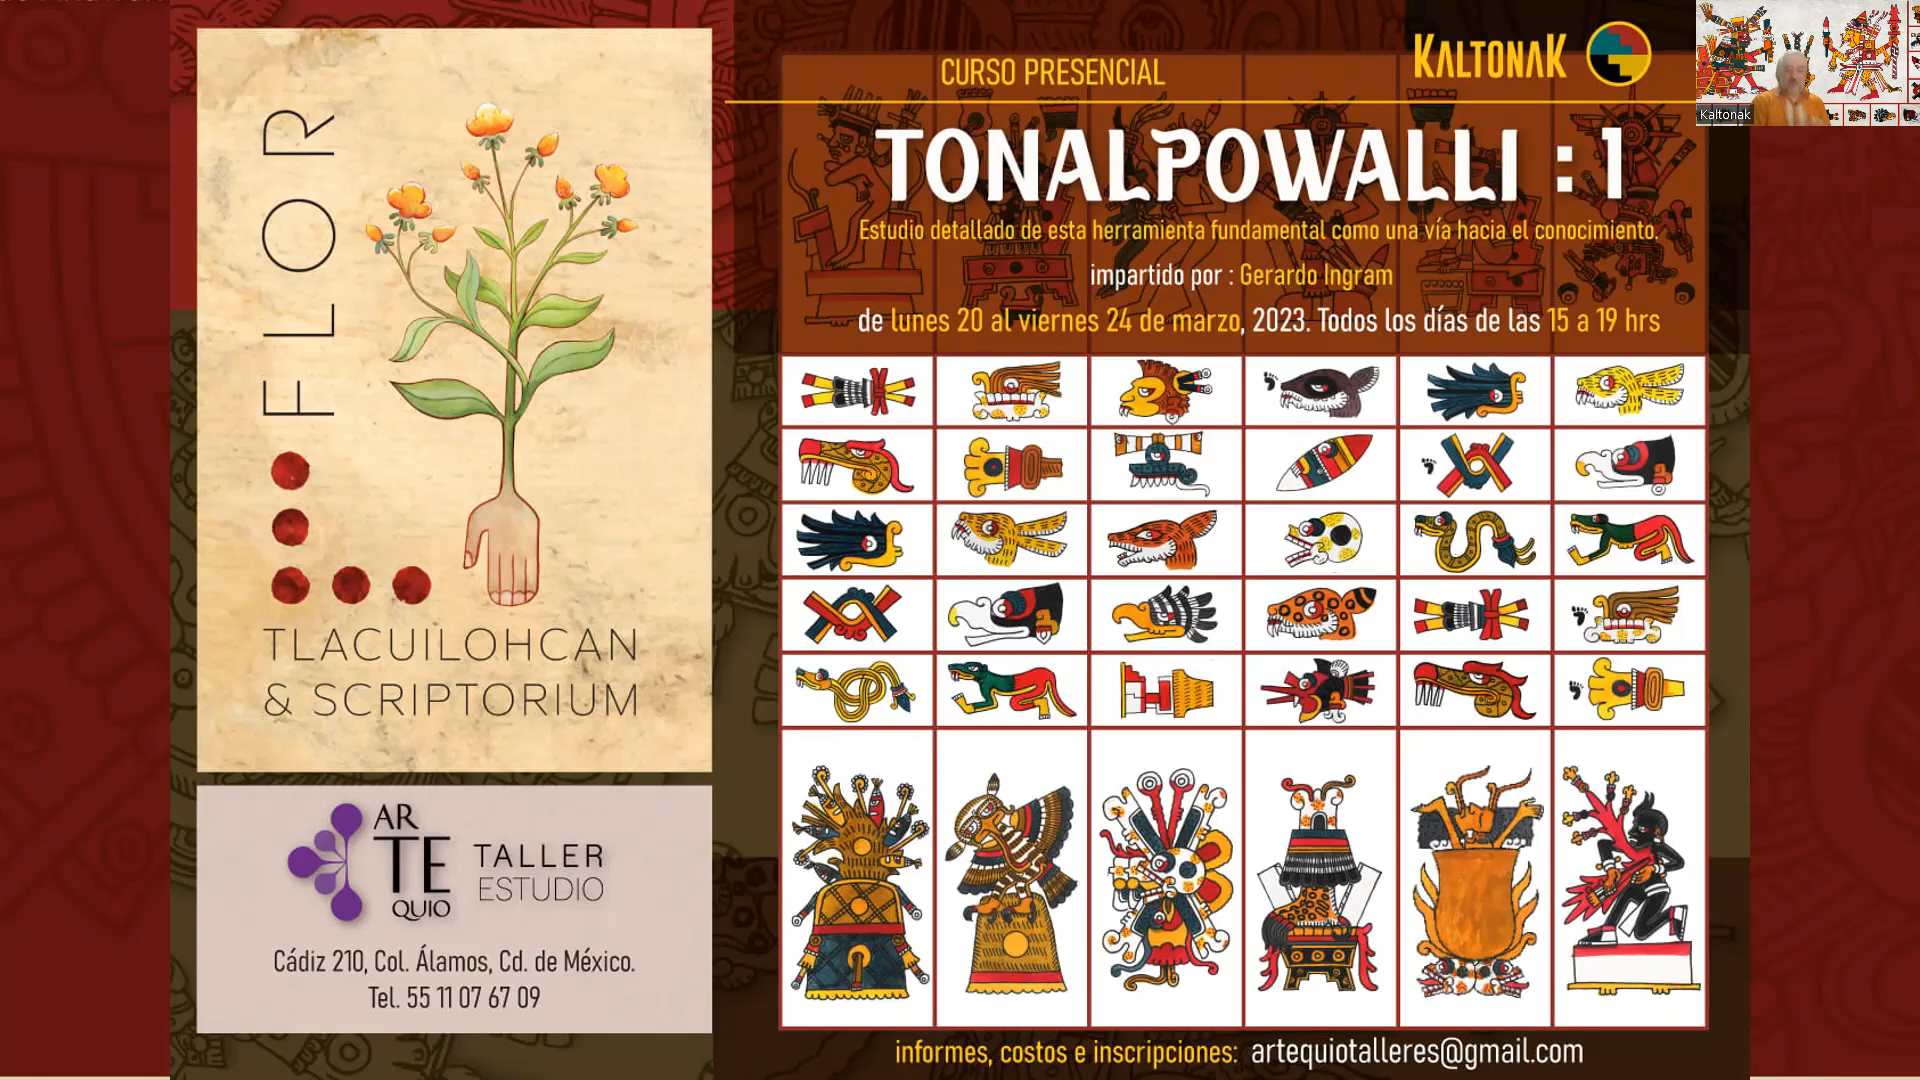 FLOR
TLACUILOHCAN
& SCRIPTORIUM
AR
TE
QUIO
TALLER
ESTUDIO
Cádiz 210, Col. Álamos, Cd. de México.
Tel. 55 11 07 67 09
CURSO PRESENCIAL
KALTONAK
TONALPOWALLI : 1
Estudio detallado de esta herramienta fundamental como una vía hacia el conocimiento.
impartido por : Gerardo Ingram
de lunes 20 al viernes 24 de marzo, 2023. Todos los días de las 15 a 19 hrs
informes, costos e inscripciones: artequiotalleres@gmail.com
Kaltonak